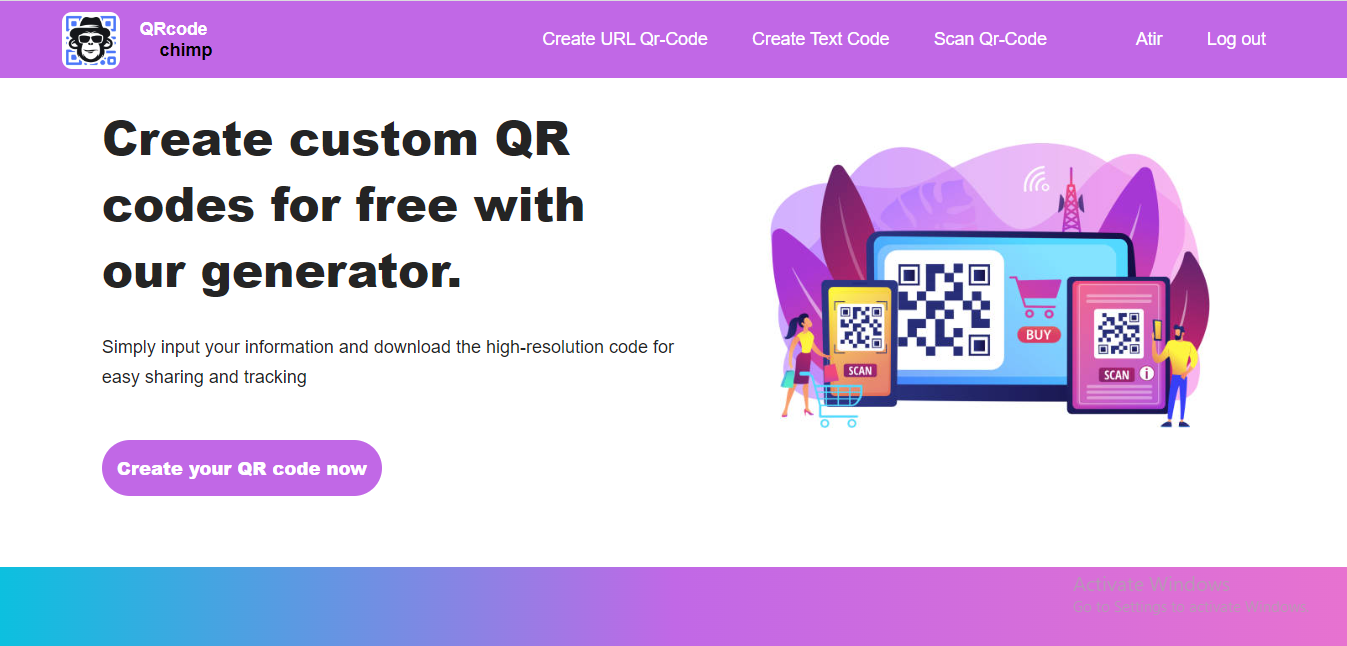 QRcode
chimp
Create URL Qr-Code
Create Text Code
Scan Qr-Code
Atir
Log out
Create custom QR
codes for free with
our generator.
Simply input your information and download the high-resolution code for
easy sharing and tracking
Create your QR code now
BUY
SCAN
SCAN
i
Activate Windows
Go to Settings to activate Windows.